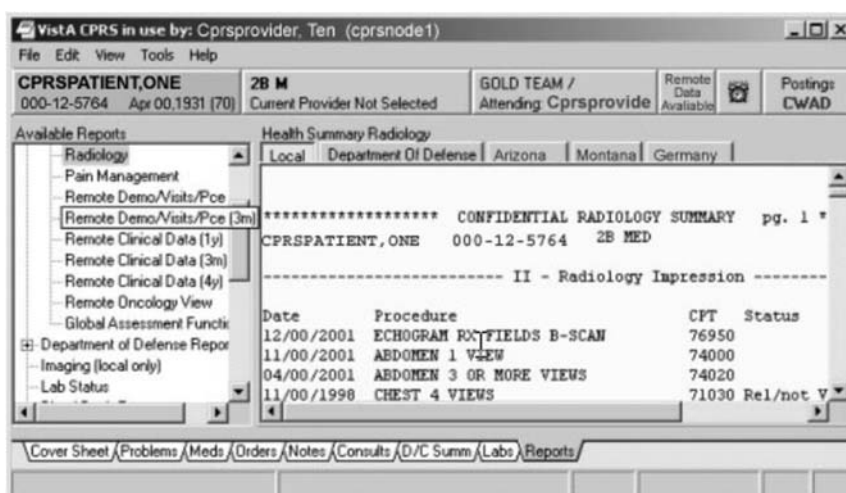 VistA CPRS in use by: Cprsprovider, Ten (cprsnode1)
File Edit View Tools Help
CPRSPATIENT,ONE
000-12-5764 Apr 00,1931 (70)
2B M
Current Provider Not Selected
GOLD TEAM /
Attending: Cprsprovide
Remote
Data
Available
Postings
CWAD
Available Reports
Radiology
Pain Management
Remote Demo/Visits/Pce
Remote Demo/Visits/Pce (3m)
Remote Clinical Data (1y)
Remote Clinical Data (3m)
Remote Clinical Data (4y)
Remote Oncology View
Global Assessment Functic
Department of Defense Repor
Imaging (local only)
Lab Status
Health Summary Radiology
Local Department Of Defense Arizona Montana Germany
******************* CONFIDENTIAL RADIOLOGY SUMMARY pg. 1 *
CPRSPATIENT,ONE 000-12-5764 2B MED
-------------------------- II - Radiology Impression --------
Date Procedure CPT Status
12/00/2001 ECHOGRAM RX FIELDS B-SCAN 76950
11/00/2001 ABDOMEN 1 VIEW 74000
04/00/2001 ABDOMEN 3 OR MORE VIEWS 74020
11/00/1998 CHEST 4 VIEWS 71030 Rel/not V
Cover Sheet Problems Meds Orders Notes Consults D/C Summ Labs Reports